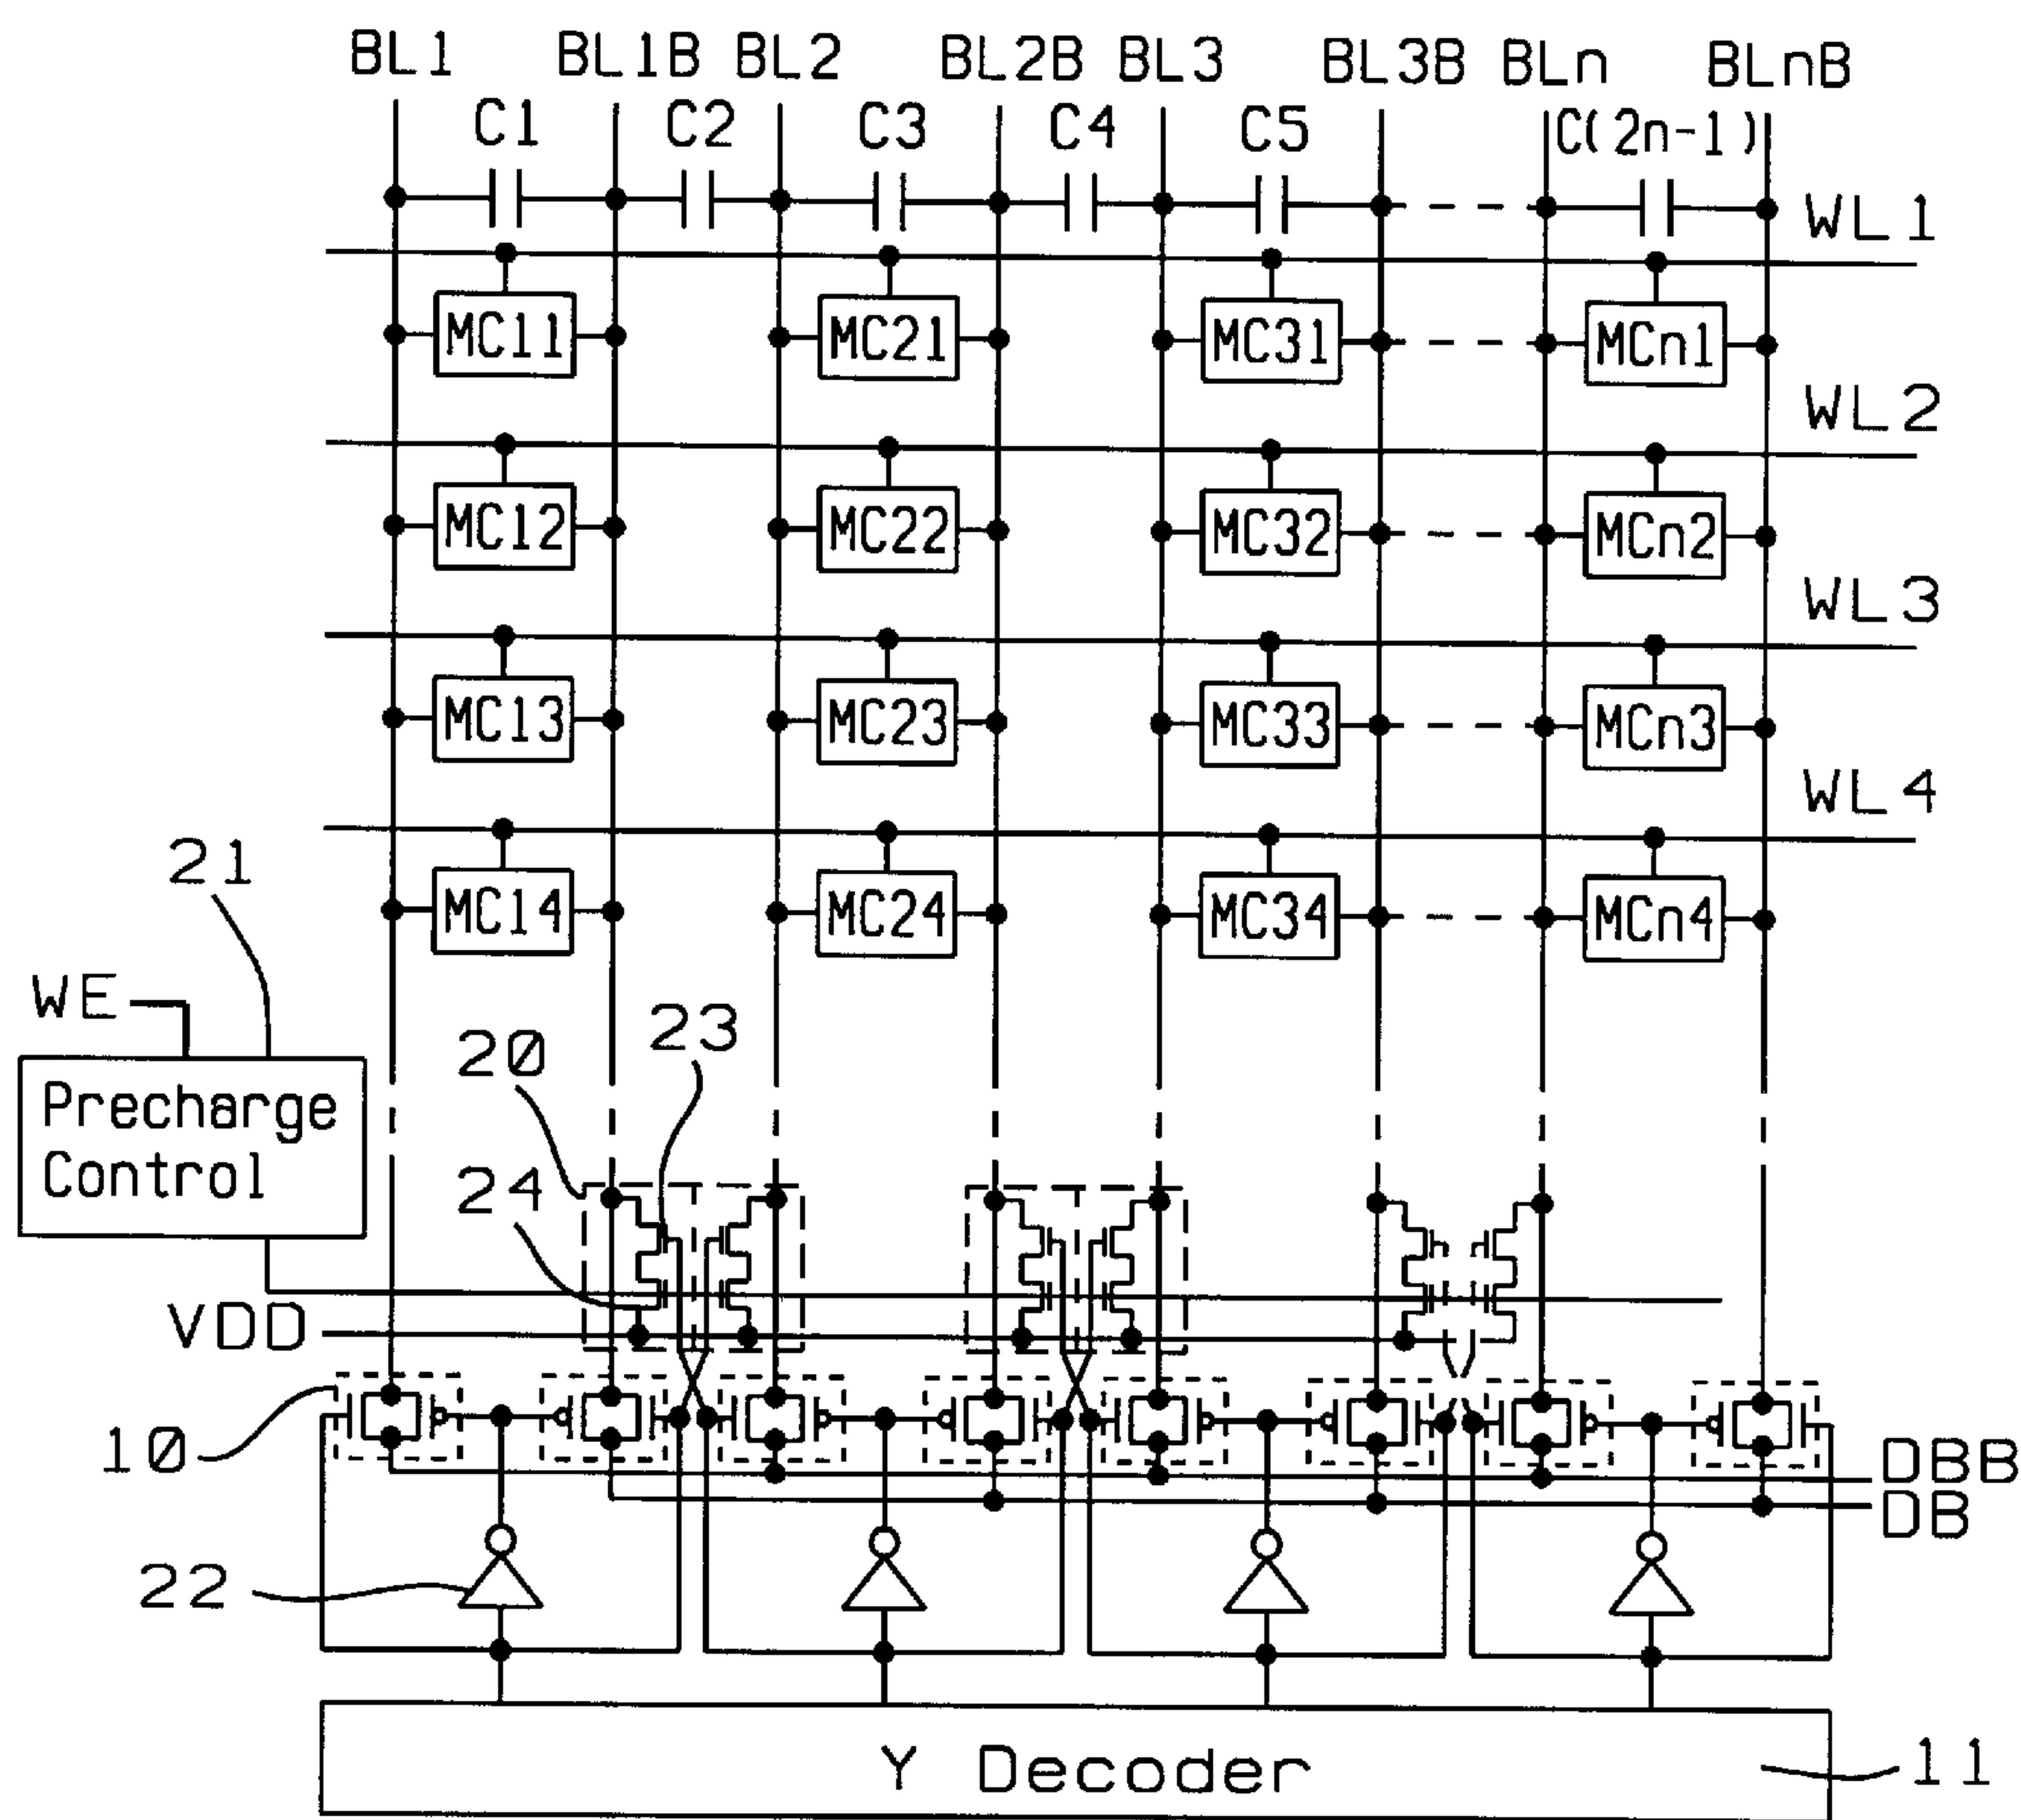 BL1 BL1B BL2 BL2B BL3 BL3B BLn BLnB
C1 C2 C3 C4 C5 C(2n-1)
WL1
MC11 MC21 MC31 MCn1
WL2
MC12 MC22 MC32 MCn2
WL3
MC13 MC23 MC33 MCn3
WL4
21
MC14 MC24 MC34 MCn4
WE
20 23
Precharge
Control
24
VDD
10
DBB
DB
22
Y Decoder
11